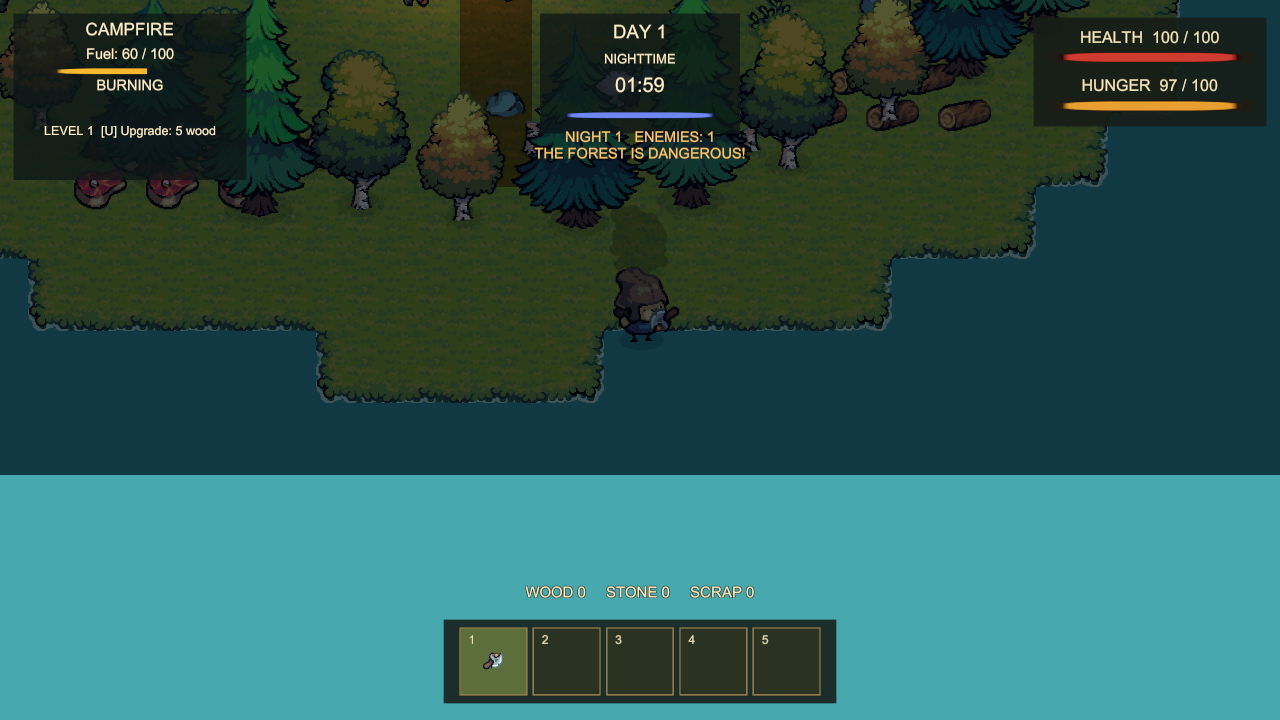 CAMPFIRE
Fuel: 60 / 100
BURNING
LEVEL 1 [U] Upgrade: 5 wood
DAY 1
NIGHTTIME
01:59
NIGHT 1 ENEMIES: 1
THE FOREST IS DANGEROUS!
HEALTH 100 / 100
HUNGER 97 / 100
WOOD 0 STONE 0 SCRAP 0
1 2 3 4 5